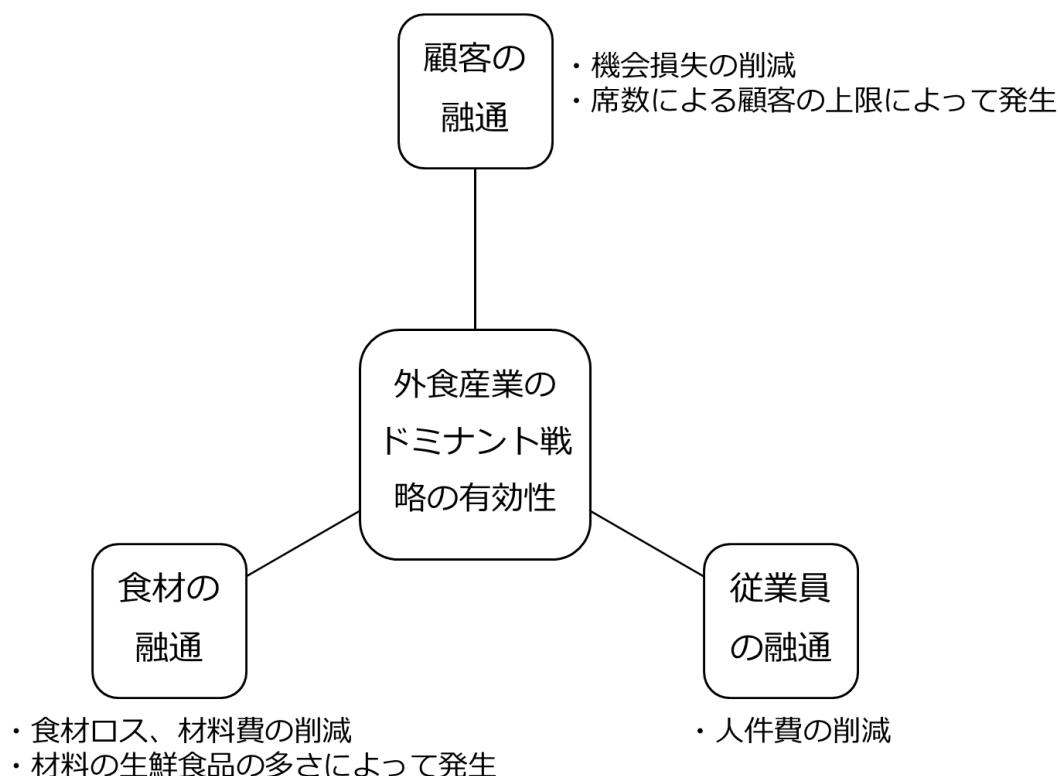 顧客の
融通
・機会損失の削減
・席数による顧客の上限によって発生
外食産業の
ドミナント戦
略の有効性
食材の
融通
・食材ロス、材料費の削減
・材料の生鮮食品の多さによって発生
従業員
の融通
・人件費の削減